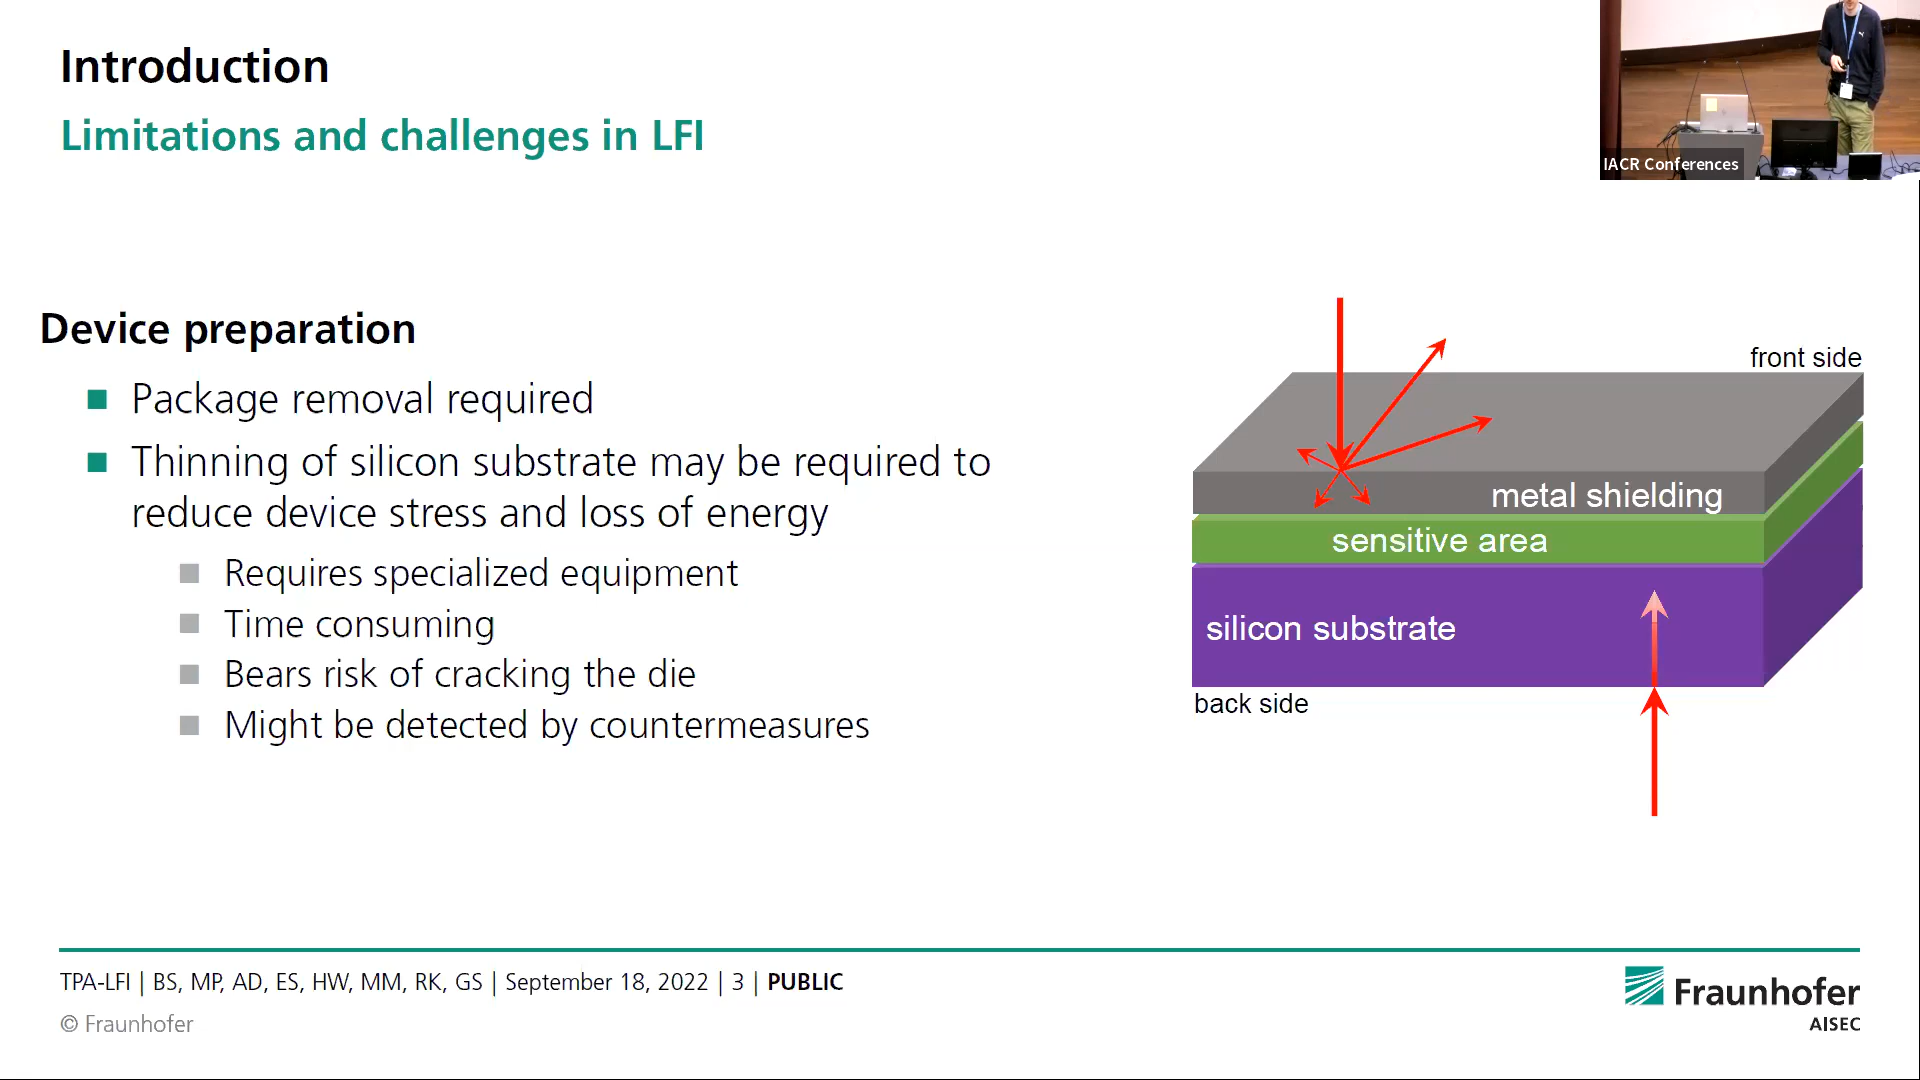 Introduction
Limitations and challenges in LFI
IACR Conferences
Device preparation
Package removal required
Thinning of silicon substrate may be required to
reduce device stress and loss of energy
Requires specialized equipment
Time consuming
Bears risk of cracking the die
Might be detected by countermeasures
front side
metal shielding
sensitive area
silicon substrate
back side
TPA-LFI | BS, MP, AD, ES, HW, MM, RK, GS | September 18, 2022 | 3 | PUBLIC
© Fraunhofer
Fraunhofer
AISEC